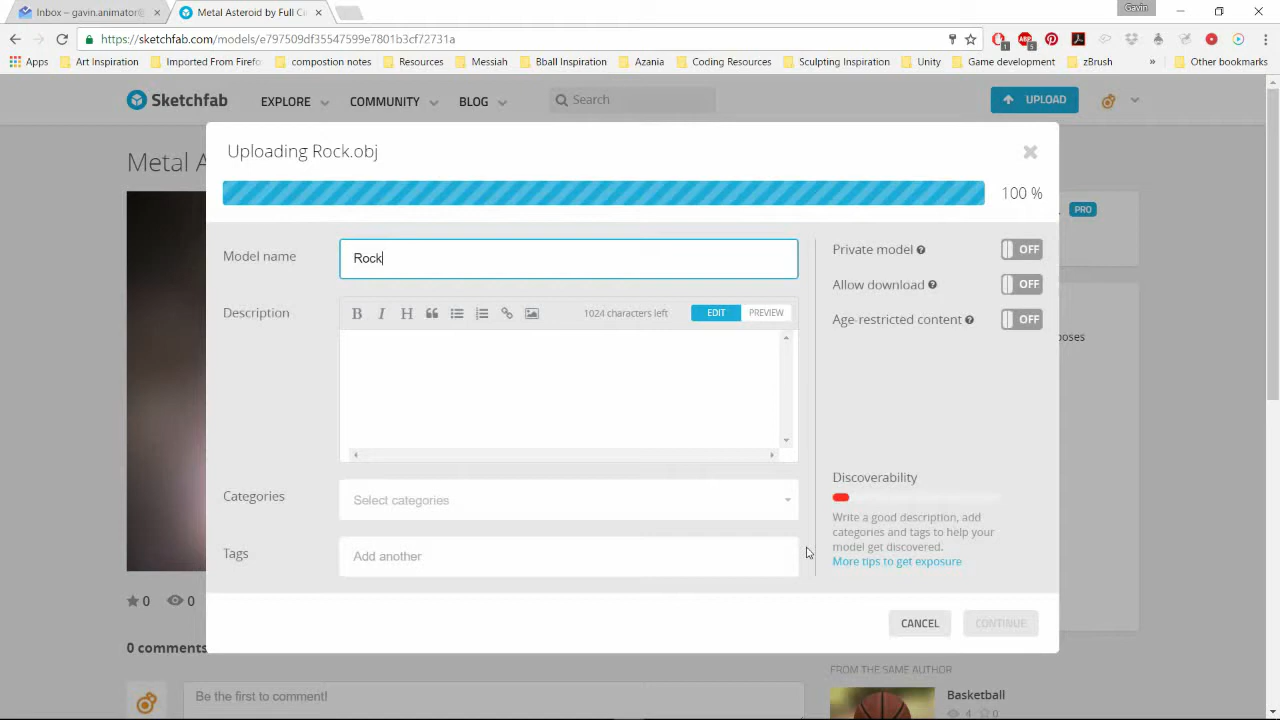 Inbox – gavin.animator@
Metal Asteroid by Full Ci
Gavin
https://sketchfab.com/models/e797509df35547599e7801b3cf72731a
Apps Art Inspiration Imported From Firefo compostion notes Resources Messiah Bball Inspiration Azania Coding Resources Sculpting Inspiration Unity Game development zBrush » Other bookmarks
Sketchfab EXPLORE COMMUNITY BLOG Search UPLOAD
Metal A
Uploading Rock.obj
100 %
PRO
Model name
Rock
Private model OFF
Allow download OFF
Age-restricted content OFF
Description
B I H
1024 characters left
EDIT PREVIEW
poses
Categories
Select categories
Tags
Add another
Discoverability
Write a good description, add
categories and tags to help your
model get discovered.
More tips to get exposure
CANCEL CONTINUE
0 0
0 comments
Be the first to comment!
FROM THE SAME AUTHOR
Basketball
4 0